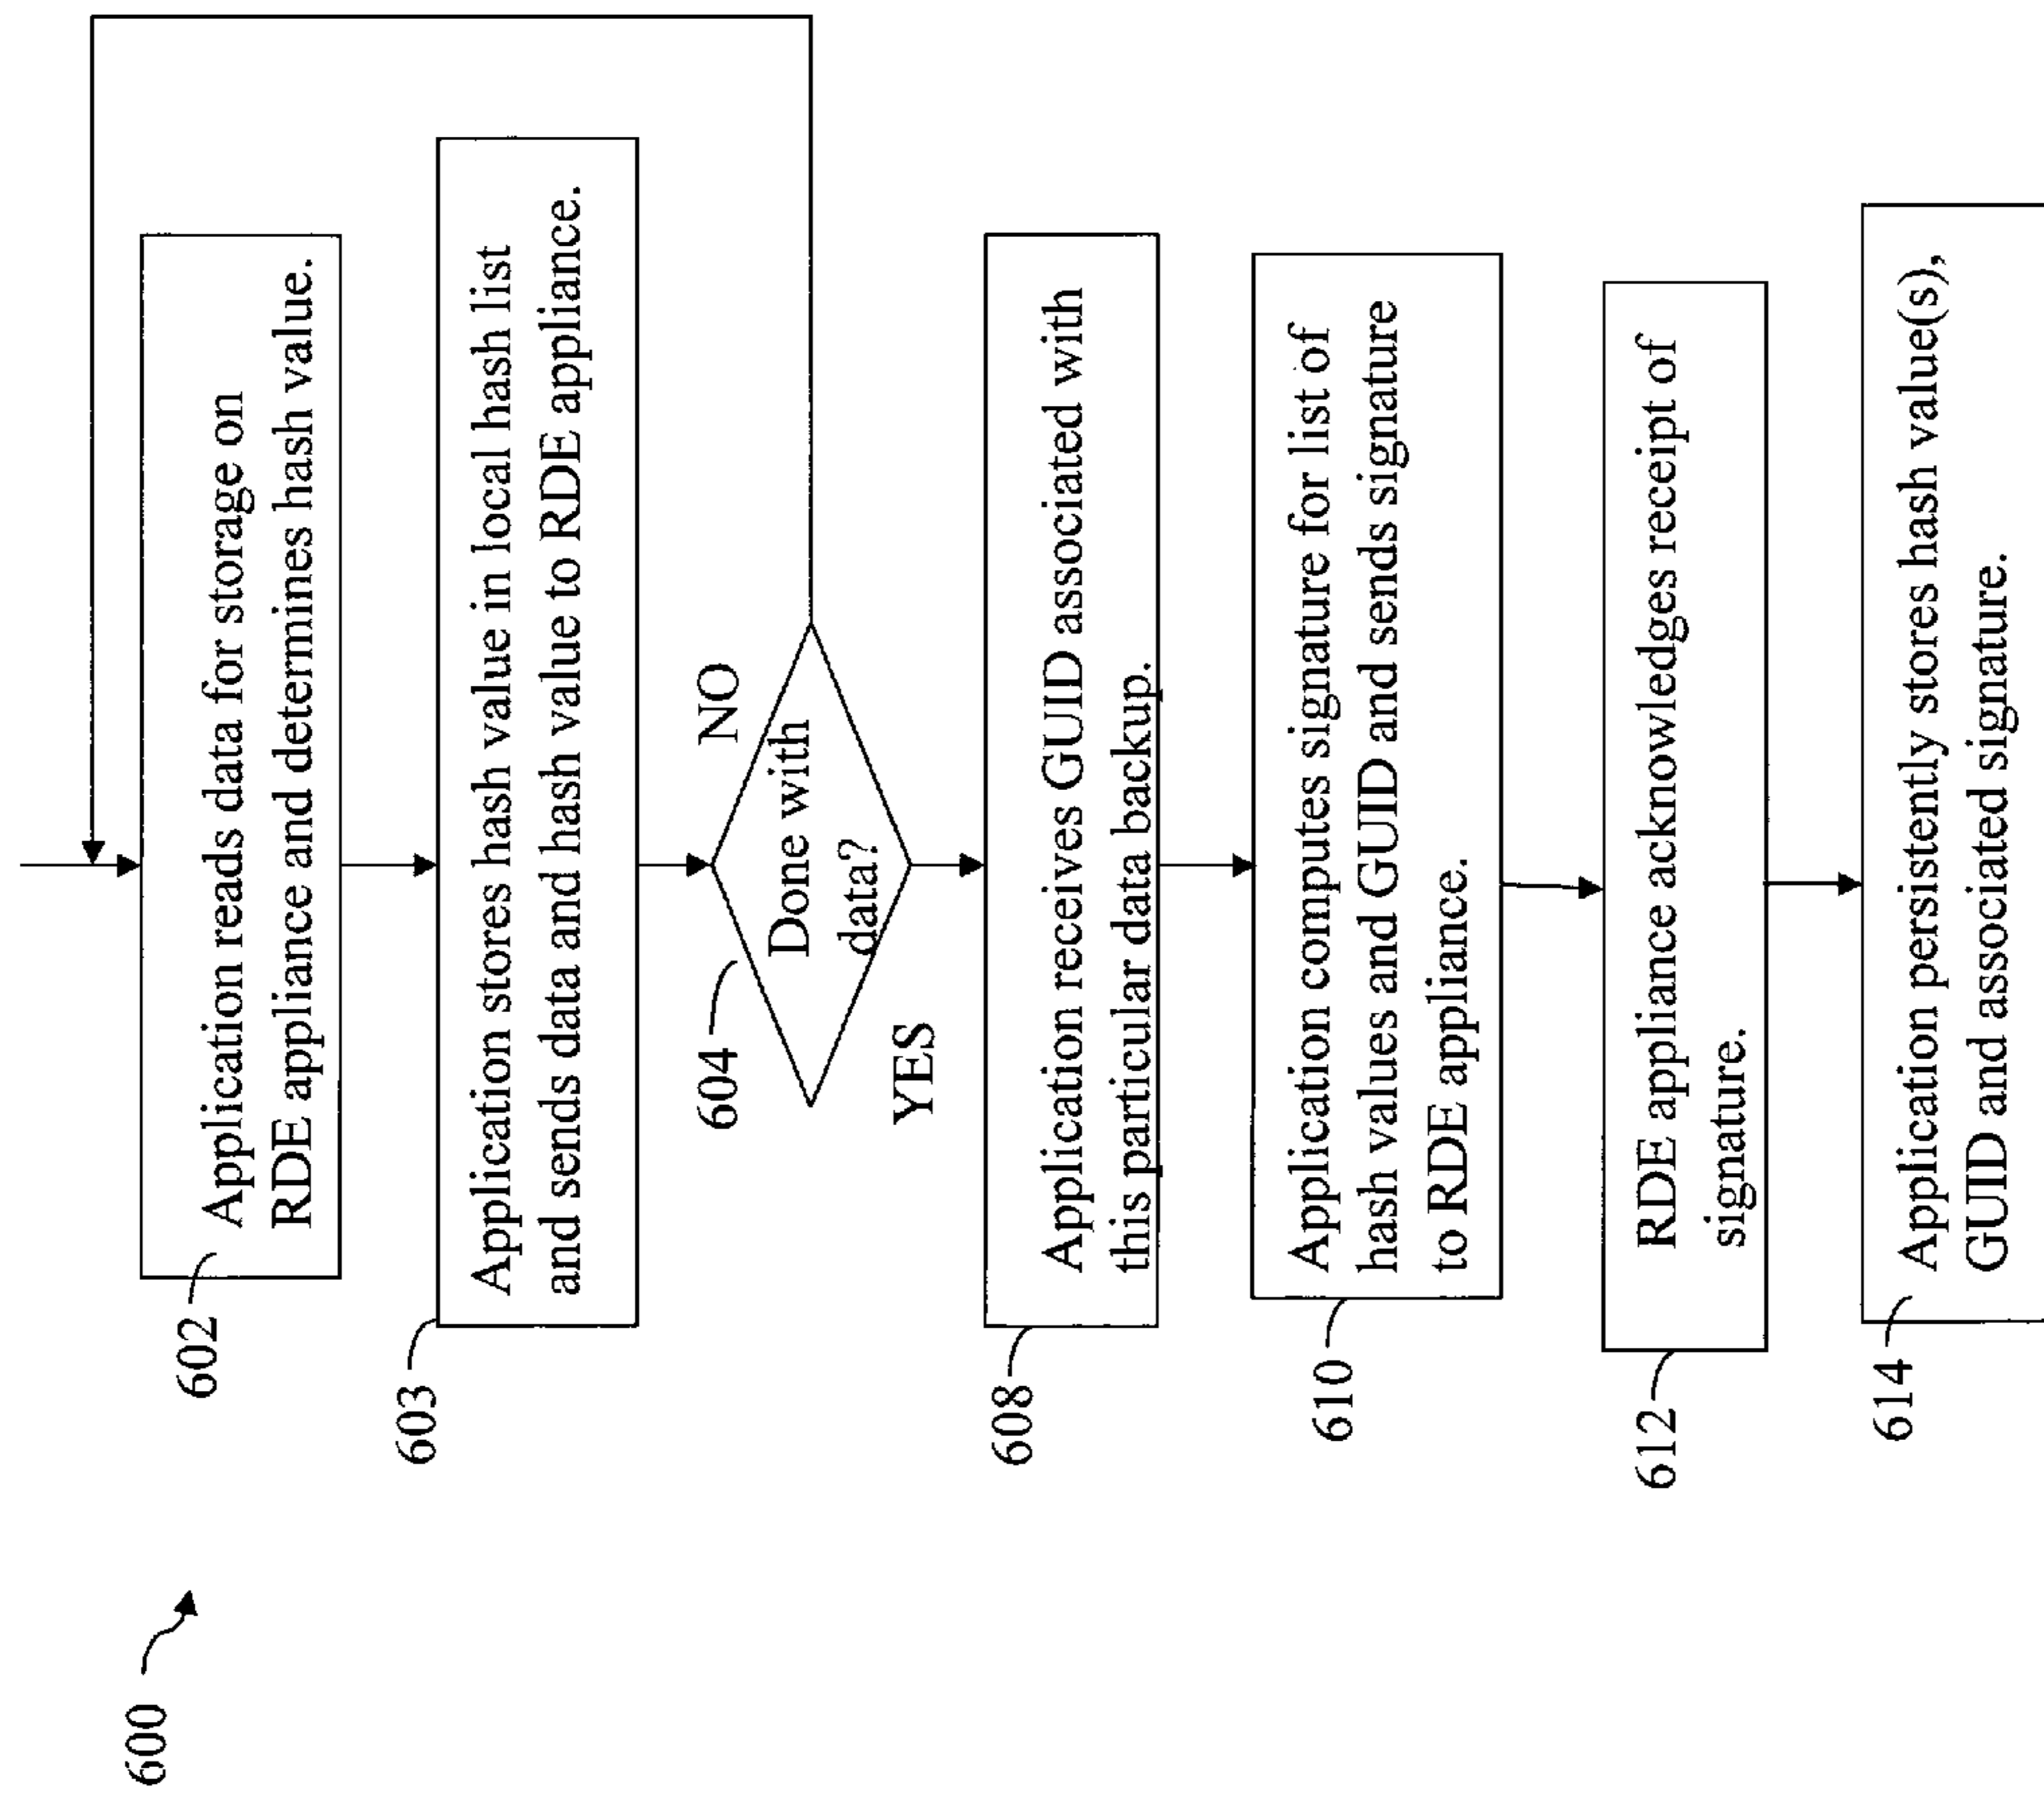 600
602
Application reads data for storage on
RDE appliance and determines hash value.
603
Application stores hash value in local hash list
and sends data and hash value to RDE appliance.
604
Done with
data?
NO
YES
608
Application receives GUID associated with
this particular data backup.
610
Application computes signature for list of
hash values and GUID and sends signature
to RDE appliance.
612
RDE appliance acknowledges receipt of
signature.
614
Application persistently stores hash value(s),
GUID and associated signature.